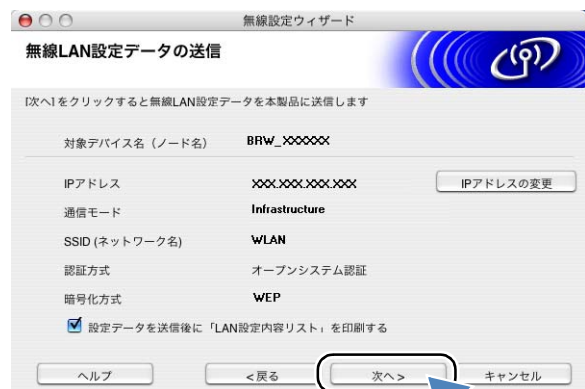 無線設定ウィザード
無線LAN設定データの送信
[次へ]をクリックすると無線LAN設定データを本製品に送信します
対象デバイス名（ノード名） BRW_XXXXXX
IPアドレス XXX.XXX.XXX.XXX IPアドレスの変更
通信モード Infrastructure
SSID (ネットワーク名) WLAN
認証方式 オープンシステム認証
暗号化方式 WEP
設定データを送信後に「LAN設定内容リスト」を印刷する
ヘルプ <戻る 次へ> キャンセル